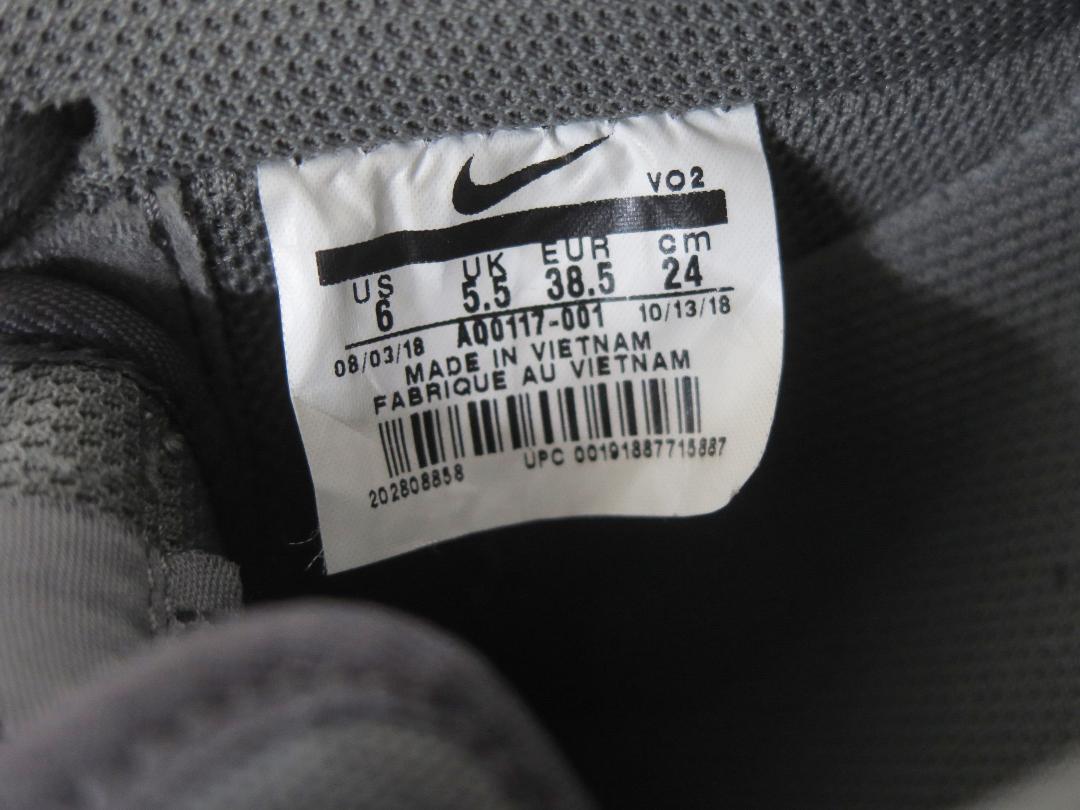 VO2
US UK EUR cm
6 5.5 38.5 24
08/03/18 AQ0117-001 10/13/18
MADE IN VIETNAM
FABRIQUE AU VIETNAM
202808858 UPC 00191887715887